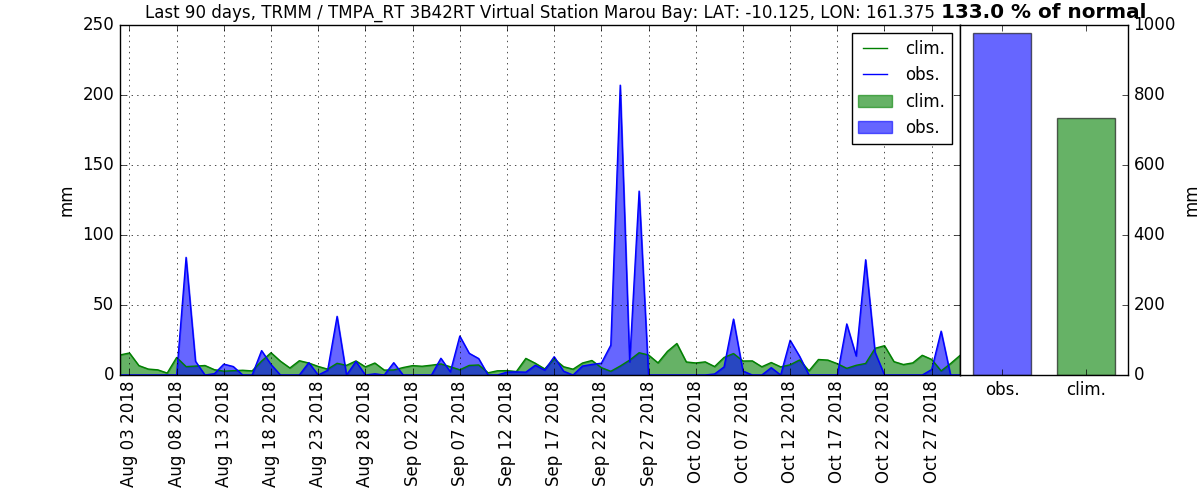 Last 90 days, TRMM / TMPA_RT 3B42RT Virtual Station Marou Bay: LAT: -10.125, LON: 161.375 133.0 % of normal
250
200
150
100
50
0
mm
clim.
obs.
clim.
obs.
1000
800
600
400
200
0
mm
obs.
clim.
Aug 03 2018
Aug 08 2018
Aug 13 2018
Aug 18 2018
Aug 23 2018
Aug 28 2018
Sep 02 2018
Sep 07 2018
Sep 12 2018
Sep 17 2018
Sep 22 2018
Sep 27 2018
Oct 02 2018
Oct 07 2018
Oct 12 2018
Oct 17 2018
Oct 22 2018
Oct 27 2018